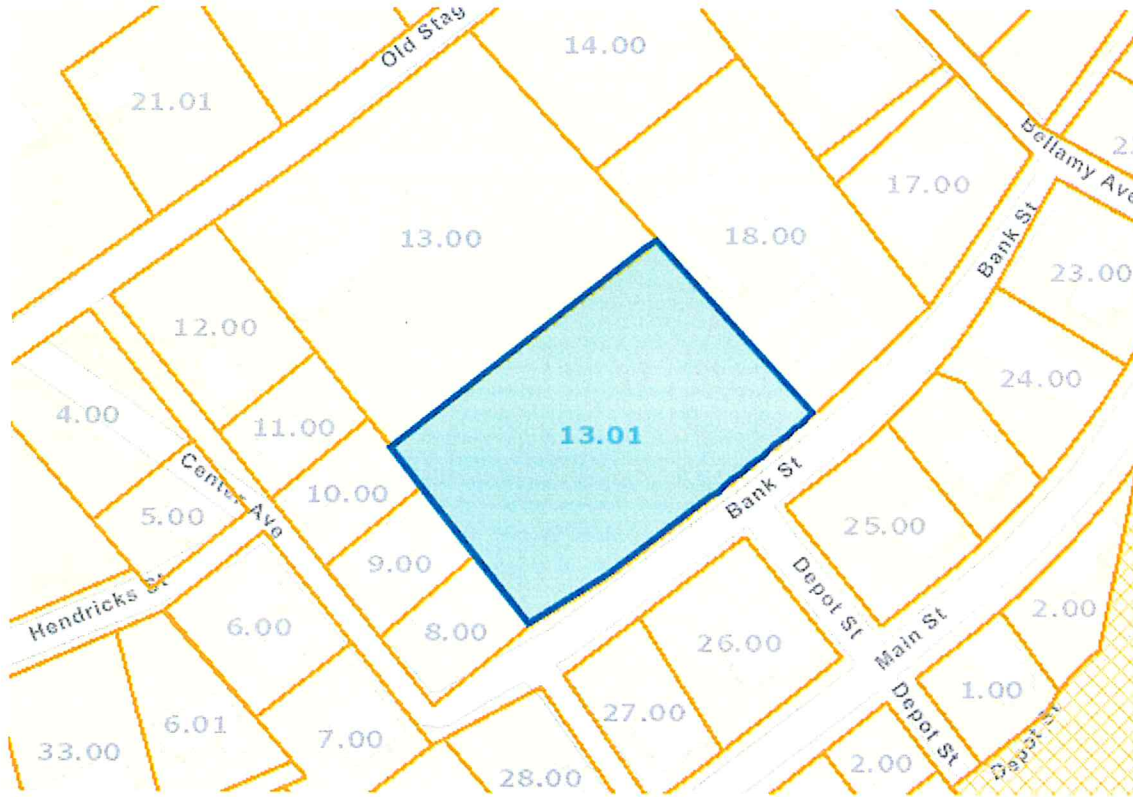 Old Stag
14.00
21.01
Bellamy Ave
2.
17.00
13.00
18.00
Bank St
23.00
12.00
24.00
4.00
11.00
13.01
Center Ave
10.00
Bank St
5.00
25.00
9.00
Depot St
Hendricks St
6.00
8.00
26.00
2.00
Main St
1.00
27.00
Depot St
6.01
7.00
33.00
28.00
2.00
Depot St